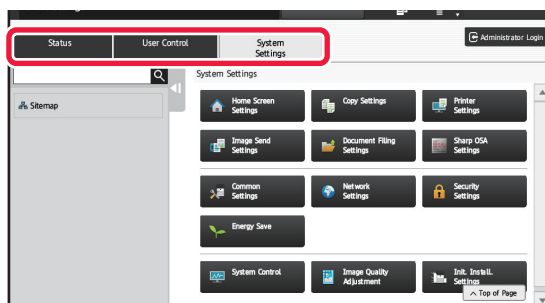 Status
User Control
System
Settings
Administrator Login
System Settings
Sitemap
Home Screen
Settings
Copy Settings
Printer
Settings
Image Send
Settings
Document Filing
Settings
Sharp OSA
Settings
Common
Settings
Network
Settings
Security
Settings
Energy Save
System Control
Image Quality
Adjustment
Init. Install.
Settings
Top of Page